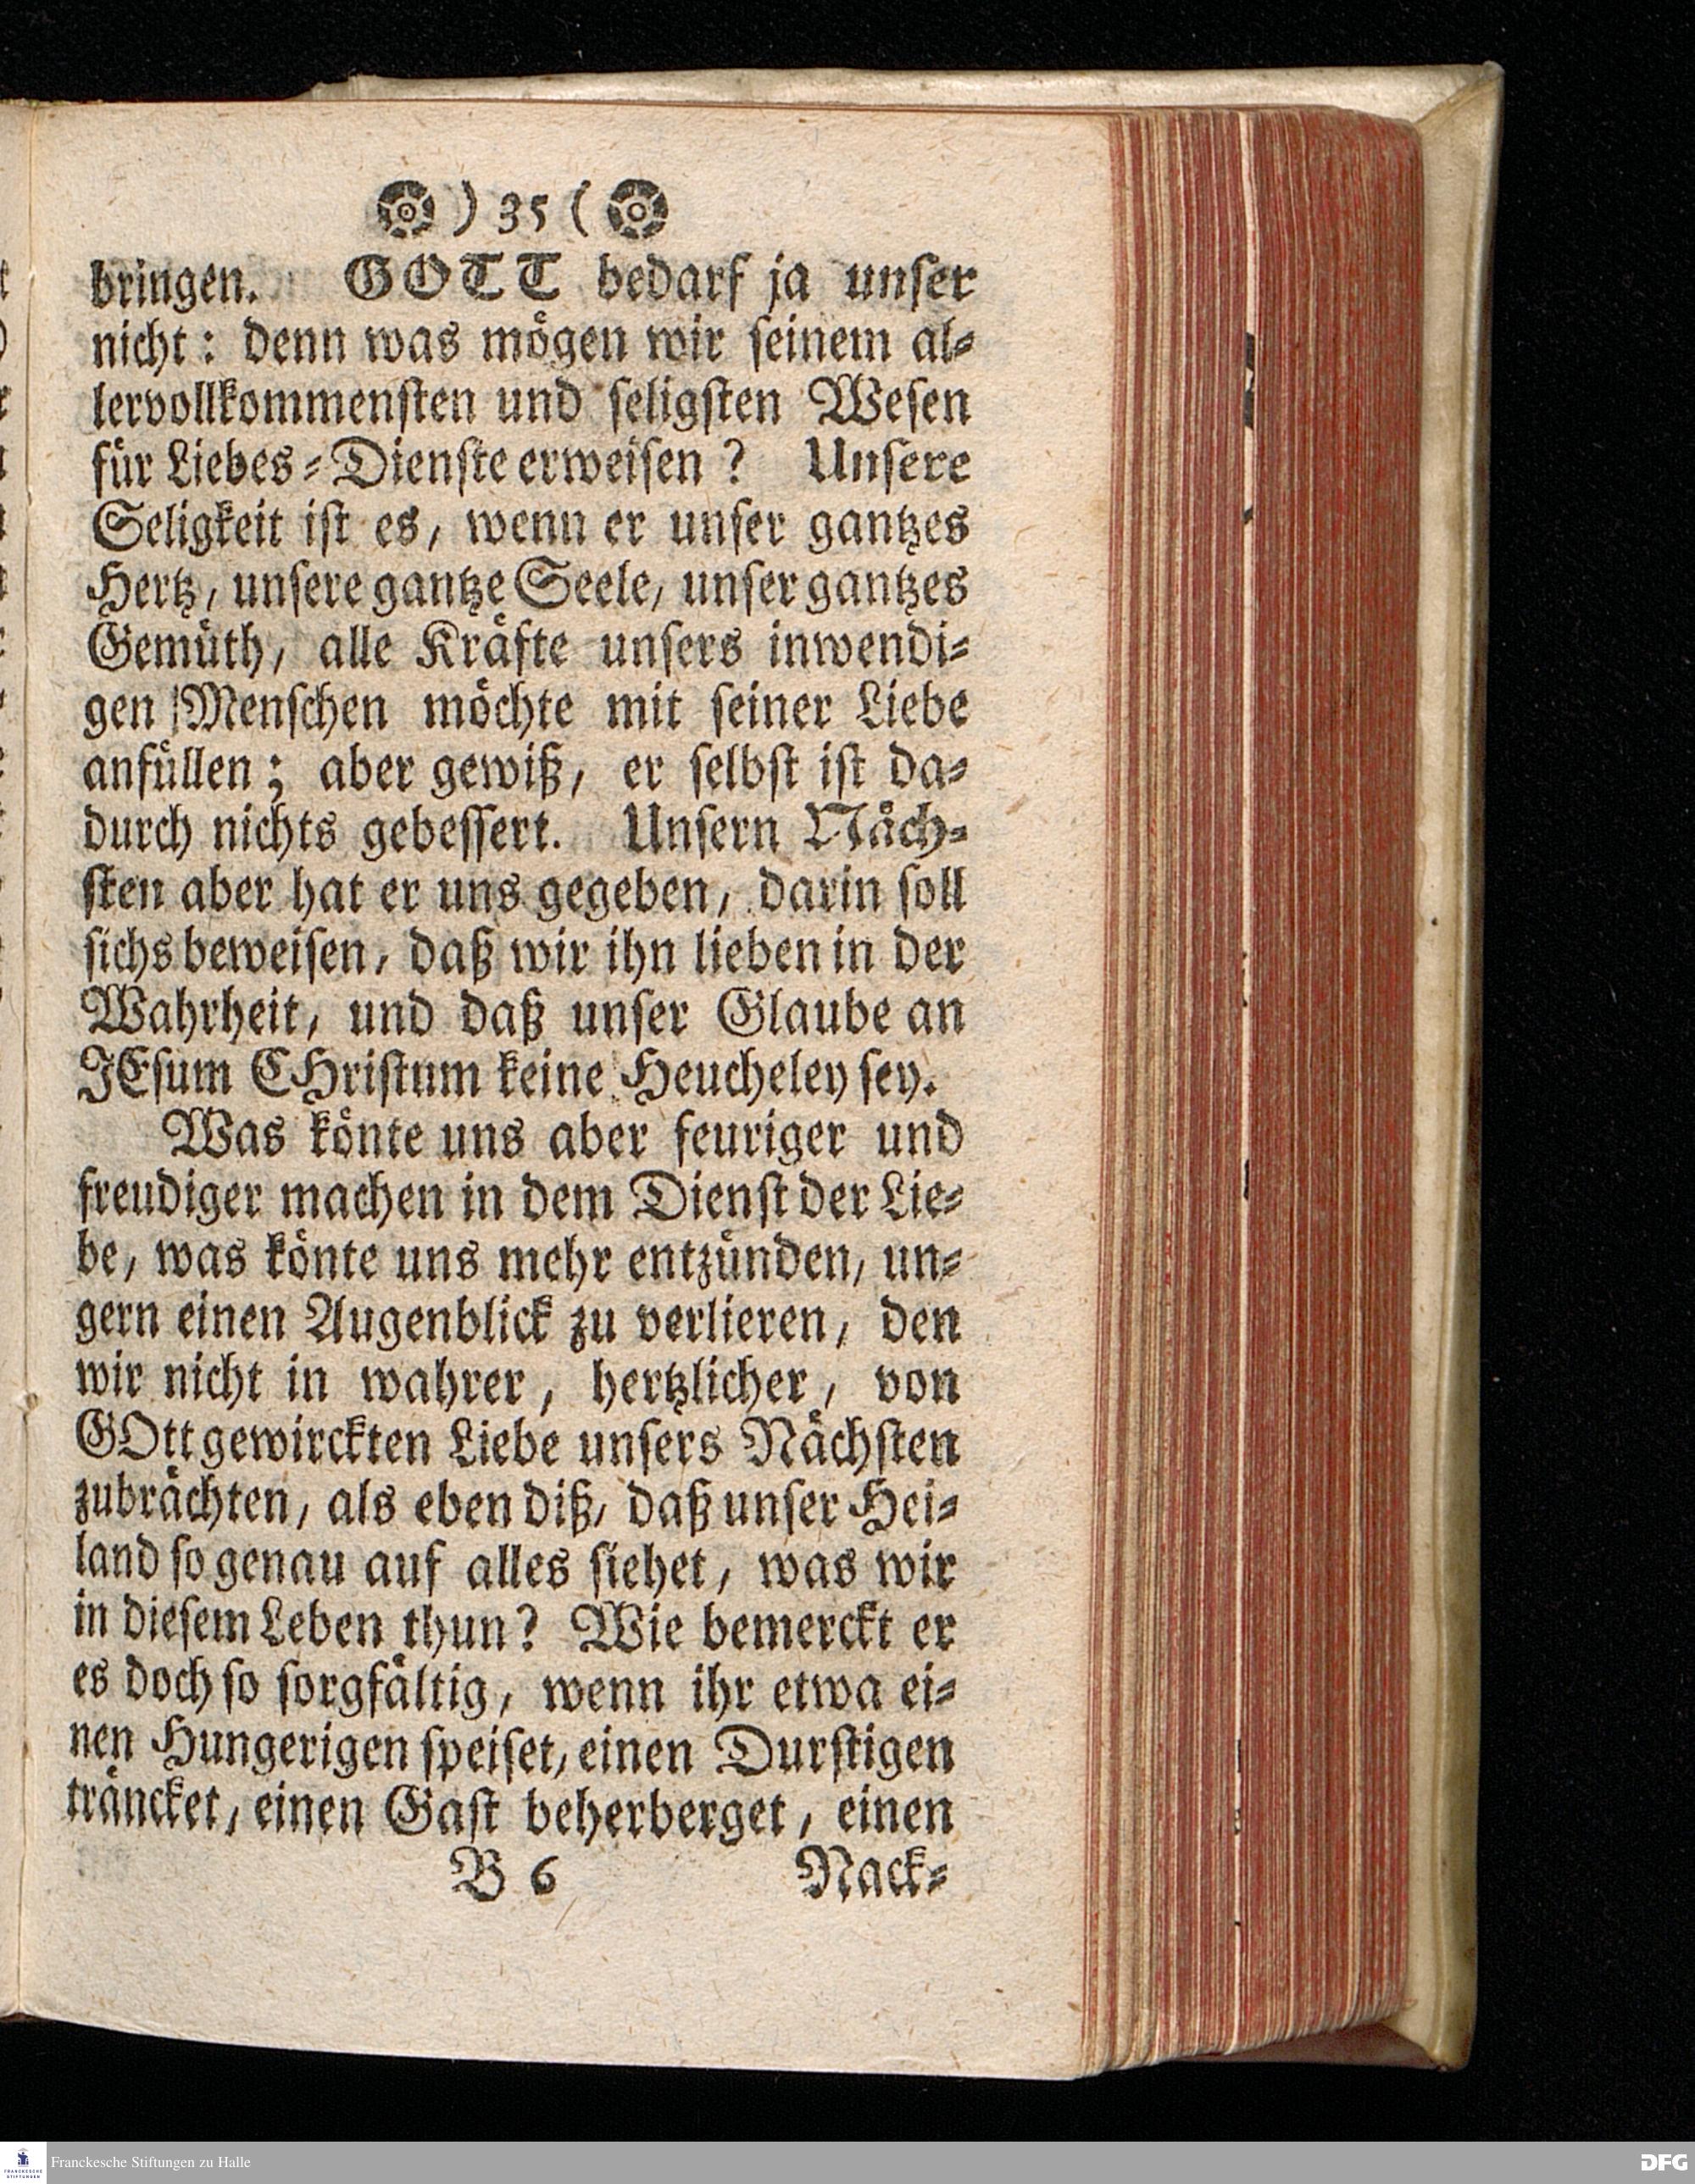 ) 35 (
bringen. GOTT bedarf ja unſer
nicht: denn was mögen wir ſeinem al⸗
lervollkommenſten und ſeligſten Weſen
für Liebes⸗Dienſte erweiſen? Unſere
Seligkeit iſt es, wenn er unſer gantzes
Hertz, unſere gantze Seele, unſer gantzes
Gemüth, alle Kräfte unſers inwendi⸗
gen Menſchen möchte mit ſeiner Liebe
anfüllen; aber gewiß, er ſelbſt iſt da⸗
durch nichts gebeſſert. Unſern Näch⸗
ſten aber hat er uns gegeben, darin ſoll
ſichs beweiſen, daß wir ihn lieben in der
Wahrheit, und daß unſer Glaube an
JEſum CHriſtum keine Heucheley ſey.
Was könte uns aber feuriger und
freudiger machen in dem Dienſt der Lie⸗
be, was könte uns mehr entzünden, un⸗
gern einen Augenblick zu verlieren, den
wir nicht in wahrer, hertzlicher, von
GOtt gewirckten Liebe unſers Nächſten
zubrächten, als eben diß, daß unſer Hei⸗
land ſo genau auf alles ſiehet, was wir
in dieſem Leben thun? Wie bemerckt er
es doch ſo ſorgfältig, wenn ihr etwa ei⸗
nen Hungerigen ſpeiſet, einen Durſtigen
träncket, einen Gaſt beherberget, einen
B 6 Nack⸗
FRANCKESCHE STIFTUNGEN
Franckesche Stiftungen zu Halle
DFG